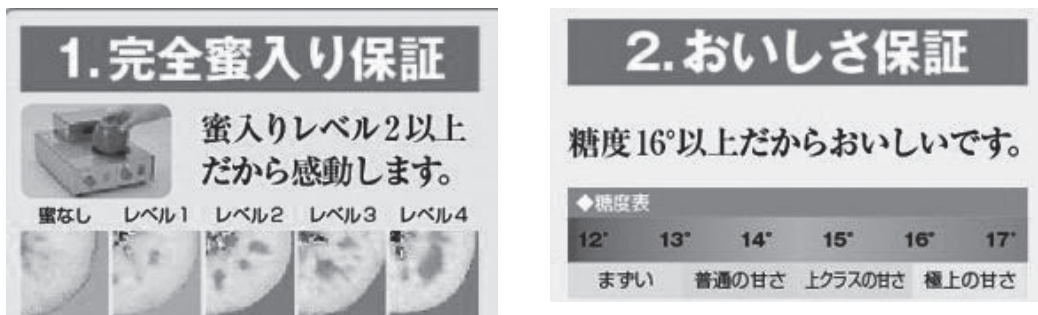 1.完全蜜入り保証
蜜入りレベル2以上
だから感動します。
蜜なし レベル1 レベル2 レベル3 レベル4
2.おいしさ保証
糖度16°以上だからおいしいです。
◆糖度表
12° 13° 14° 15° 16° 17°
まずい 普通の甘さ 上クラスの甘さ 極上の甘さ